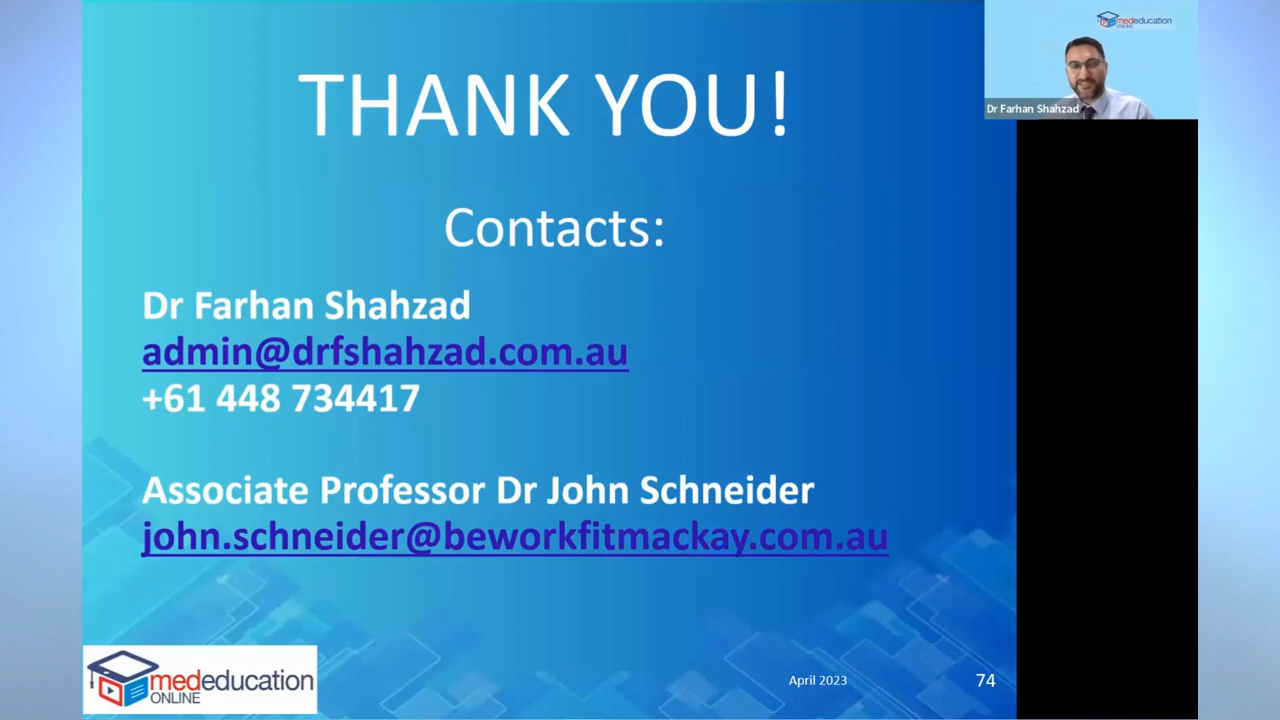 THANK YOU!
Contacts:
Dr Farhan Shahzad
admin@drfshahzad.com.au
+61 448 734417
Associate Professor Dr John Schneider
john.schneider@beworkfitmackay.com.au
mededucation
ONLINE
April 2023
74
mededucation
ONLINE
Dr Farhan Shahzad